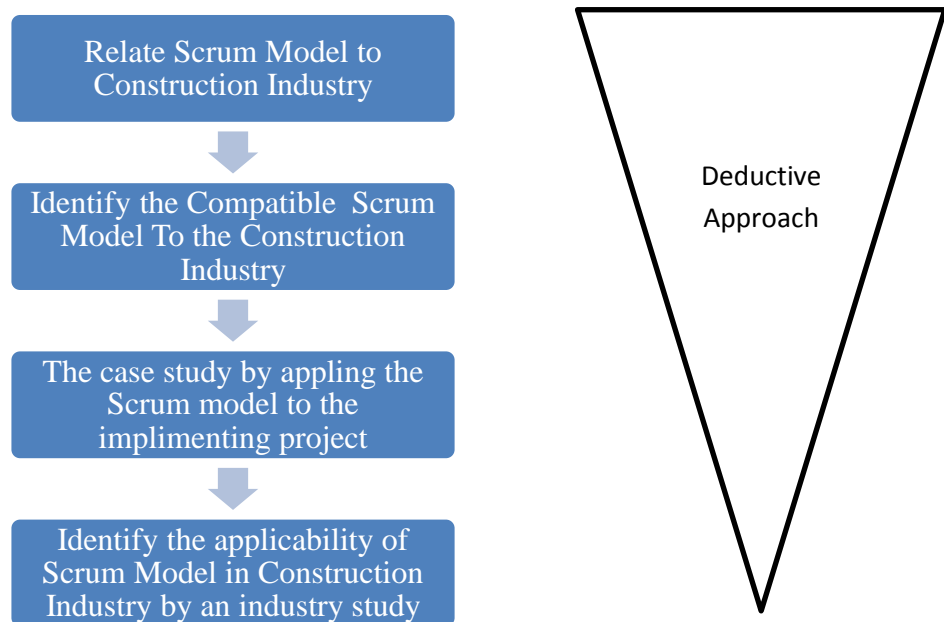 Relate Scrum Model to
Construction Industry
Identify the Compatible Scrum
Model To the Construction
Industry
The case study by appling the
Scrum model to the
implimenting project
Identify the applicability of
Scrum Model in Construction
Industry by an industry study
Deductive
Approach